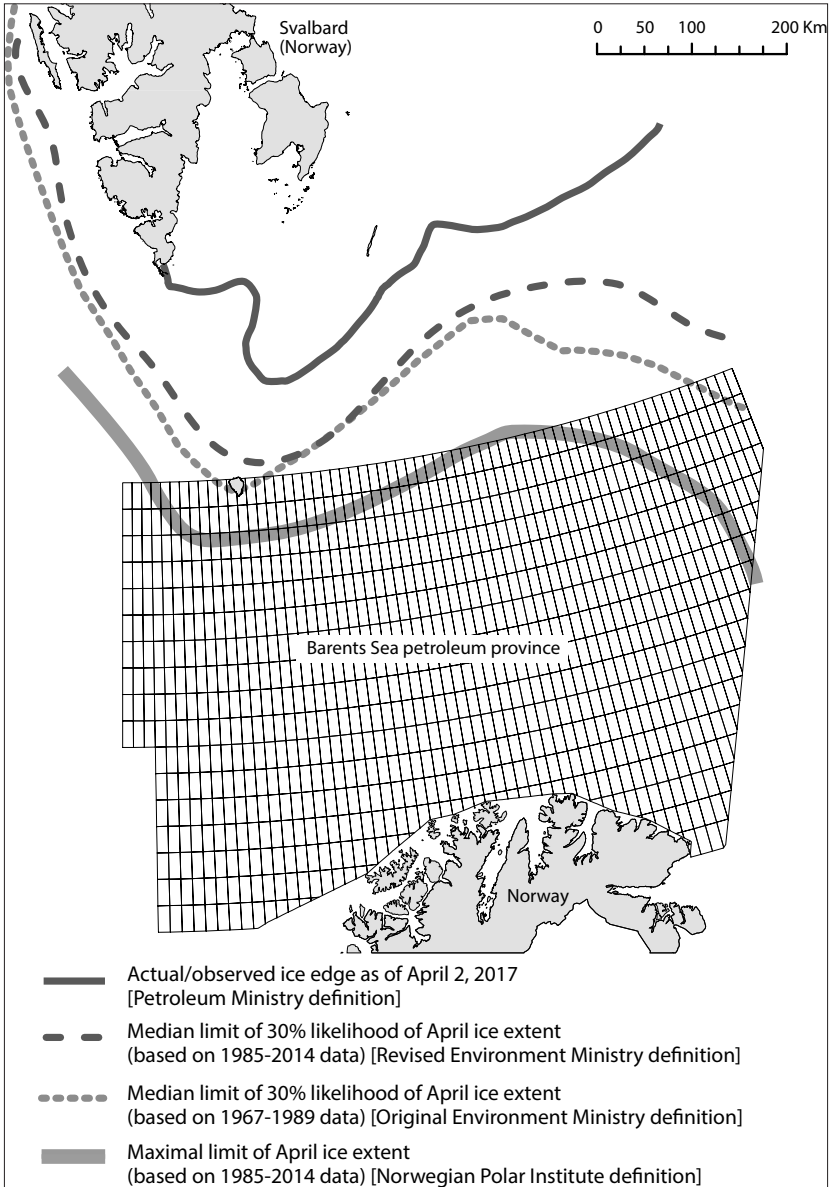 Svalbard
(Norway)
0 50 100 200 Km
Barents Sea petroleum province
Norway
Actual/observed ice edge as of April 2, 2017
[Petroleum Ministry definition]
Median limit of 30% likelihood of April ice extent
(based on 1985-2014 data) [Revised Environment Ministry definition]
Median limit of 30% likelihood of April ice extent
(based on 1967-1989 data) [Original Environment Ministry definition]
Maximal limit of April ice extent
(based on 1985-2014 data) [Norwegian Polar Institute definition]